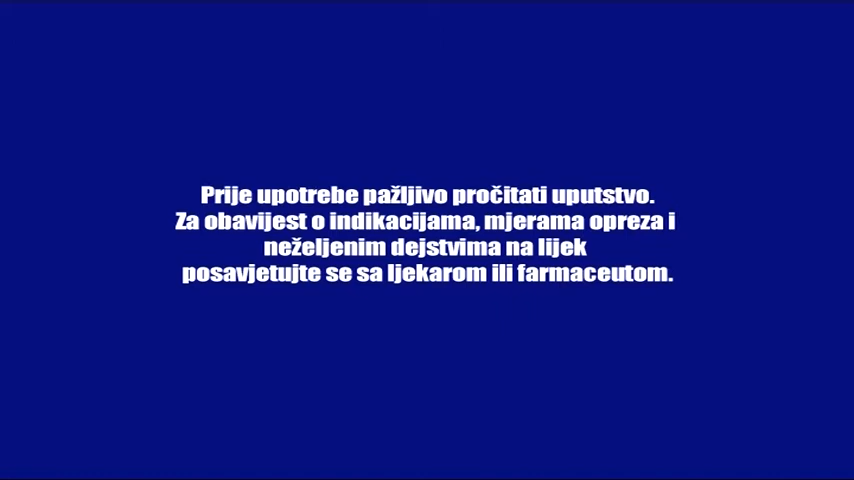 Prije upotrebe pažljivo pročitati uputstvo.
Za obavijest o indikacijama, mjerama opreza i
neželjenim dejstvima na lijek
posavjetujte se sa ljekarom ili farmaceutom.